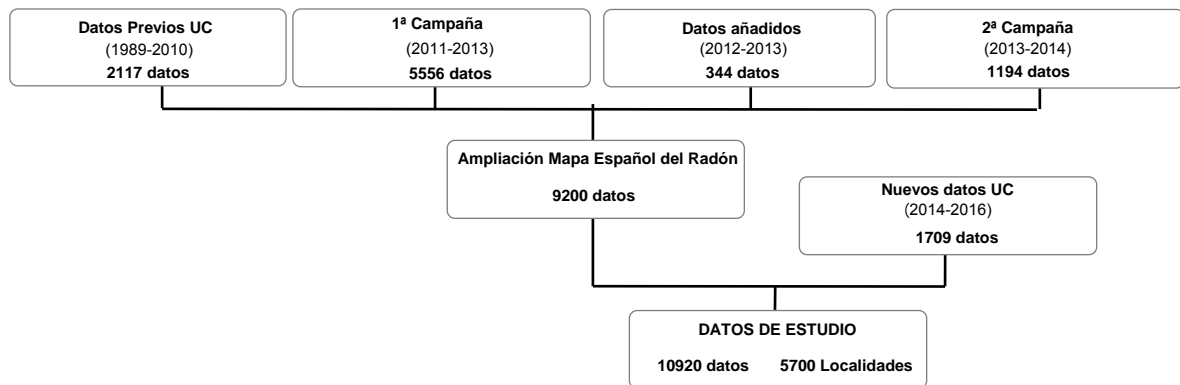 Datos Previos UC
(1989-2010)
2117 datos
1ª Campaña
(2011-2013)
5556 datos
Datos añadidos
(2012-2013)
344 datos
2ª Campaña
(2013-2014)
1194 datos
Ampliación Mapa Español del Radón
9200 datos
Nuevos datos UC
(2014-2016)
1709 datos
DATOS DE ESTUDIO
10920 datos 5700 Localidades